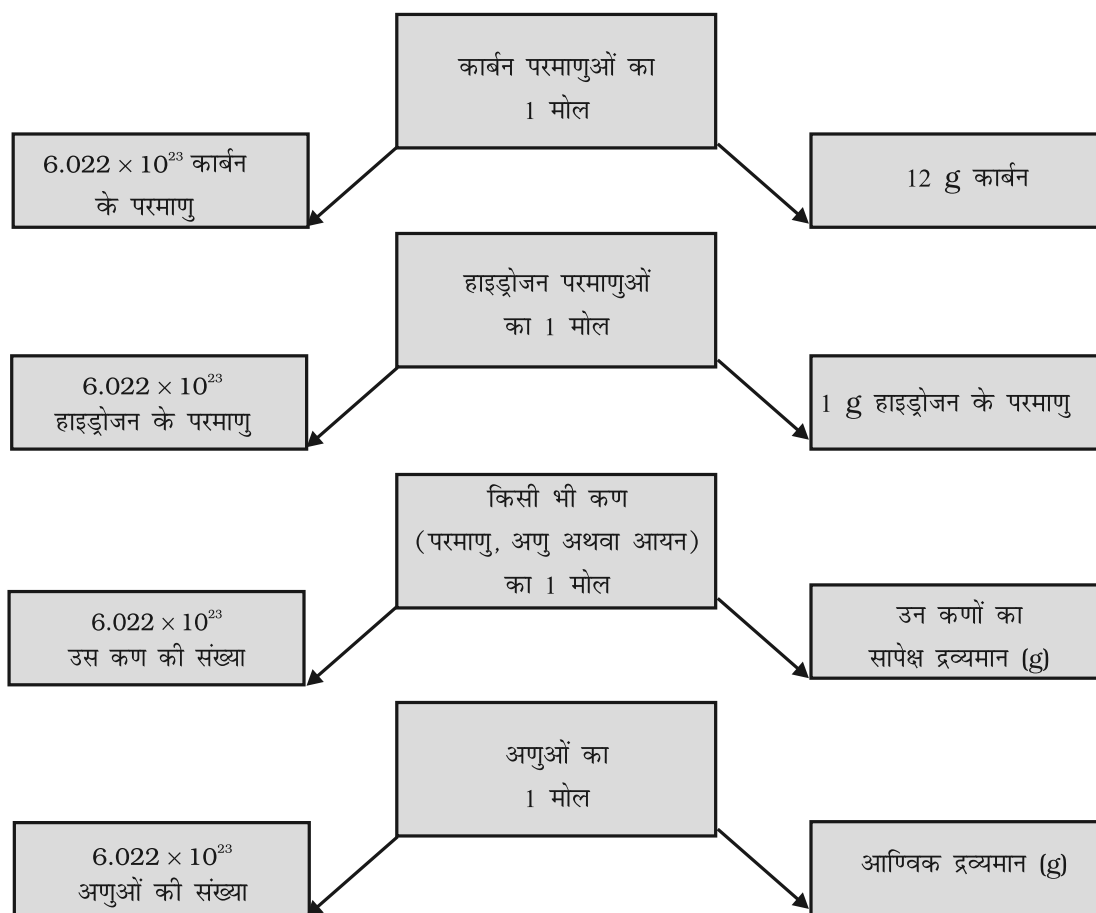 कार्बन परमाणुओं का
1 मोल
6.022 × 10²³ कार्बन
के परमाणु
12 g कार्बन
हाइड्रोजन परमाणुओं
का 1 मोल
6.022 × 10²³
हाइड्रोजन के परमाणु
1 g हाइड्रोजन के परमाणु
किसी भी कण
(परमाणु, अणु अथवा आयन)
का 1 मोल
6.022 × 10²³
उस कण की संख्या
उन कणों का
सापेक्ष द्रव्यमान (g)
अणुओं का
1 मोल
6.022 × 10²³
अणुओं की संख्या
आण्विक द्रव्यमान (g)